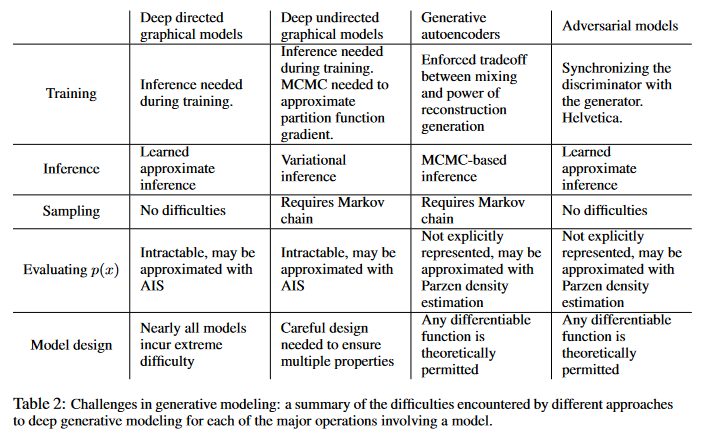 Deep directed graphical models
Deep undirected graphical models
Generative autoencoders
Adversarial models
Training
Inference needed during training.
Inference needed during training. MCMC needed to approximate partition function gradient.
Enforced tradeoff between mixing and power of reconstruction generation
Synchronizing the discriminator with the generator. Helvetica.
Inference
Learned approximate inference
Variational inference
MCMC-based inference
Learned approximate inference
Sampling
No difficulties
Requires Markov chain
Requires Markov chain
No difficulties
Evaluating p(x)
Intractable, may be approximated with AIS
Intractable, may be approximated with AIS
Not explicitly represented, may be approximated with Parzen density estimation
Not explicitly represented, may be approximated with Parzen density estimation
Model design
Nearly all models incur extreme difficulty
Careful design needed to ensure multiple properties
Any differentiable function is theoretically permitted
Any differentiable function is theoretically permitted
Table 2: Challenges in generative modeling: a summary of the difficulties encountered by different approaches
to deep generative modeling for each of the major operations involving a model.